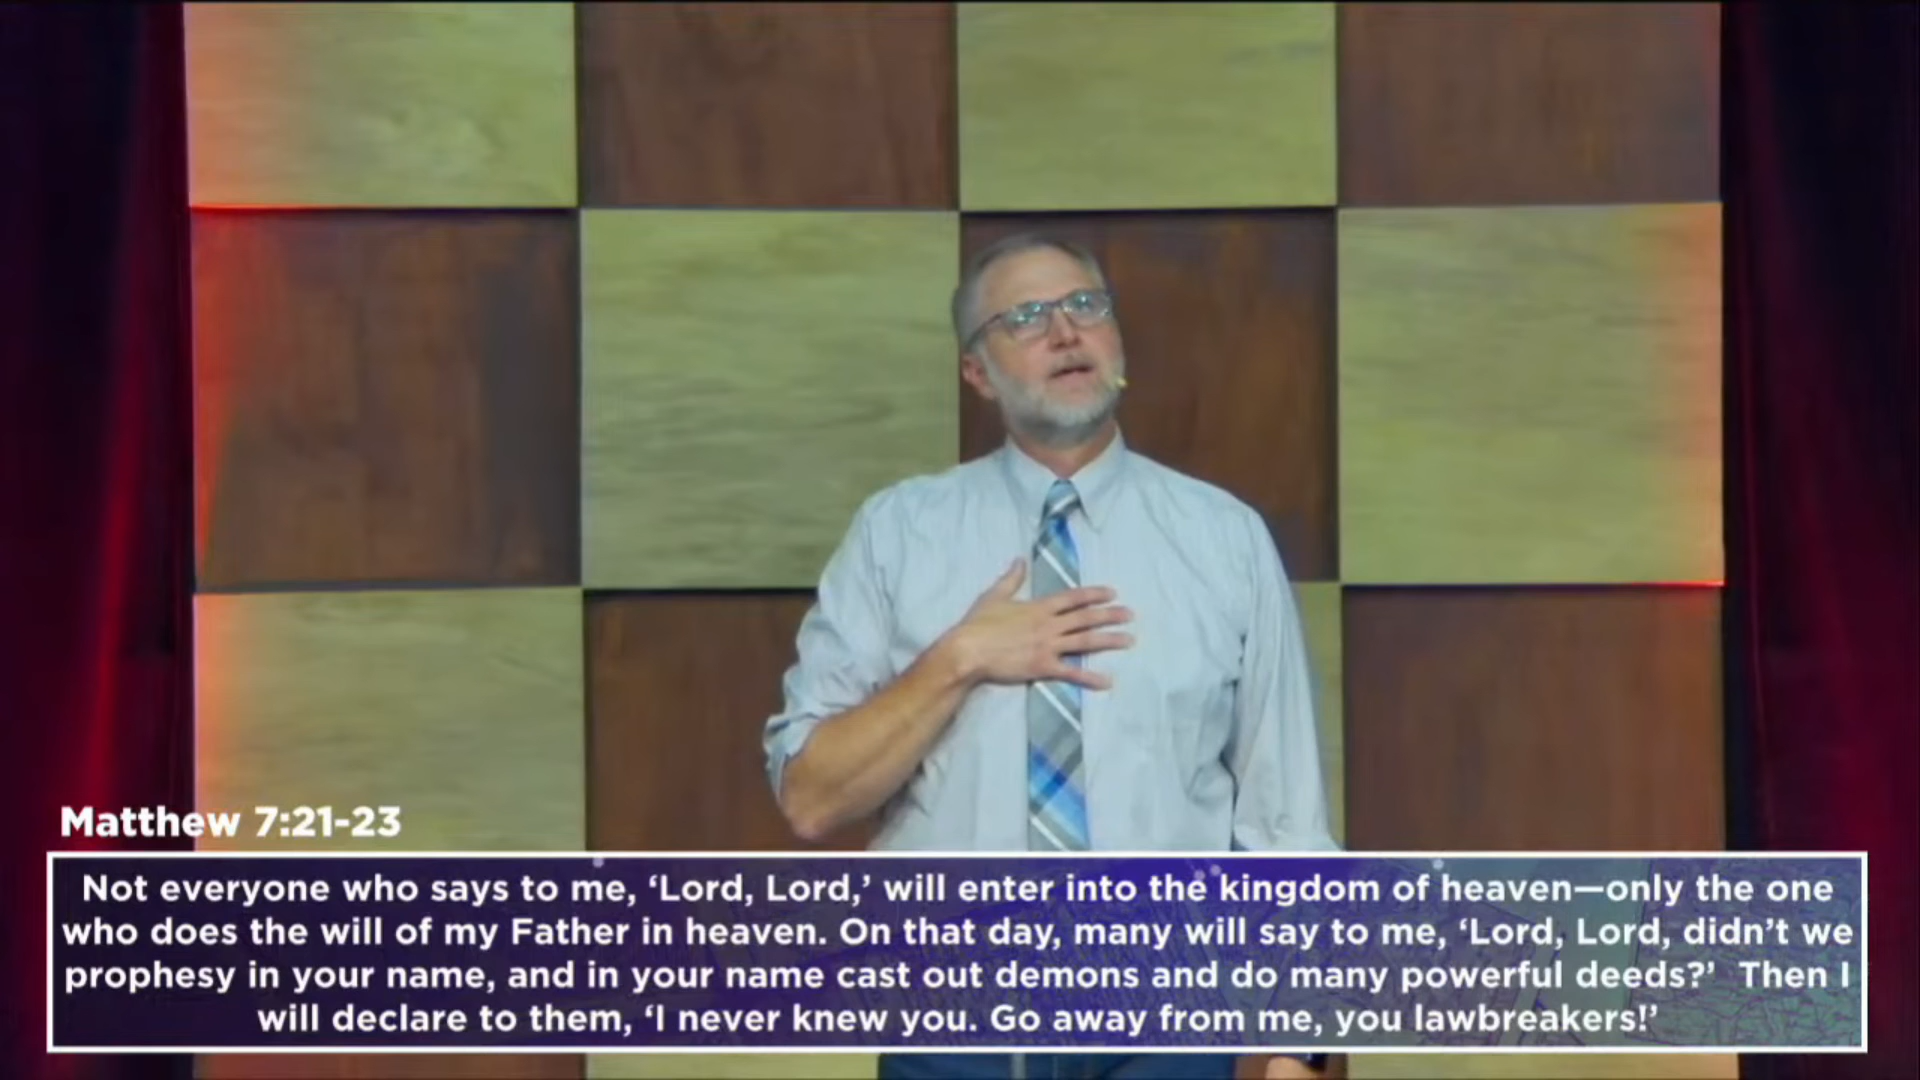 Matthew 7:21-23
Not everyone who says to me, ‘Lord, Lord,’ will enter into the kingdom of heaven—only the one
who does the will of my Father in heaven. On that day, many will say to me, ‘Lord, Lord, didn’t we
prophesy in your name, and in your name cast out demons and do many powerful deeds?’ Then I
will declare to them, ‘I never knew you. Go away from me, you lawbreakers!’